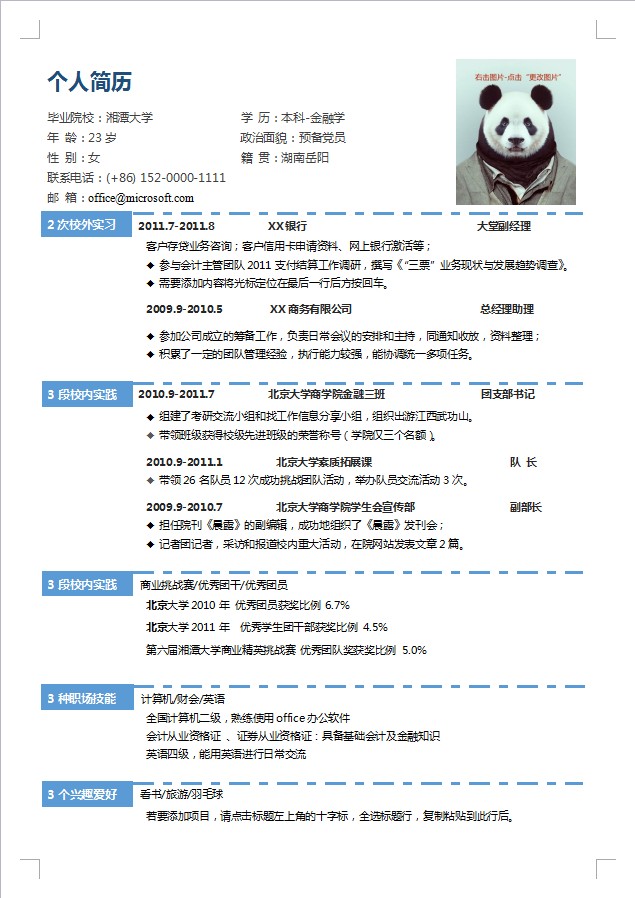 个人简历
右击图片-点击“更改图片”
毕业院校：湘潭大学 学 历：本科-金融学
年 龄：23 岁 政治面貌：预备党员
性 别：女 籍 贯：湖南岳阳
联系电话：(+86) 152-0000-1111
邮 箱：office@microsoft.com
2 次校外实习 2011.7-2011.8 XX银行 大堂副经理
客户存贷业务咨询；客户信用卡申请资料、网上银行激活等；
◆ 参与会计主管团队 2011 支付结算工作调研，撰写《“三票”业务现状与发展趋势调查》。
◆ 需要添加内容将光标定位在最后一行后方按回车。
2009.9-2010.5 XX 商务有限公司 总经理助理
◆ 参加公司成立的筹备工作，负责日常会议的安排和主持，同通知收放，资料整理；
◆ 积累了一定的团队管理经验，执行能力较强，能协调统一多项任务。
3 段校内实践 2010.9-2011.7 北京大学商学院金融三班 团支部书记
◆ 组建了考研交流小组和找工作信息分享小组，组织出游江西武功山。
◆ 带领班级获得校级先进班级的荣誉称号（学院仅三个名额）。
2010.9-2011.1 北京大学素质拓展课 队 长
◆ 带领 26 名队员 12 次成功挑战团队活动，举办队员交流活动 3 次。
2009.9-2010.7 北京大学商学院学生会宣传部 副部长
◆ 担任院刊《晨露》的副编辑，成功地组织了《晨露》发刊会；
◆ 记者团记者，采访和报道校内重大活动，在院网站发表文章 2 篇。
3 段校内实践 商业挑战赛/优秀团干/优秀团员
北京大学 2010 年 优秀团员获奖比例 6.7%
北京大学 2011 年 优秀学生团干部获奖比例 4.5%
第六届湘潭大学商业精英挑战赛 优秀团队奖获奖比例 5.0%
3 种职场技能 计算机/财会/英语
全国计算机二级，熟练使用 office 办公软件
会计从业资格证 、证券从业资格证：具备基础会计及金融知识
英语四级，能用英语进行日常交流
3 个兴趣爱好 看书/旅游/羽毛球
若要添加项目，请点击标题左上角的十字标，全选标题行，复制粘贴到此行后。